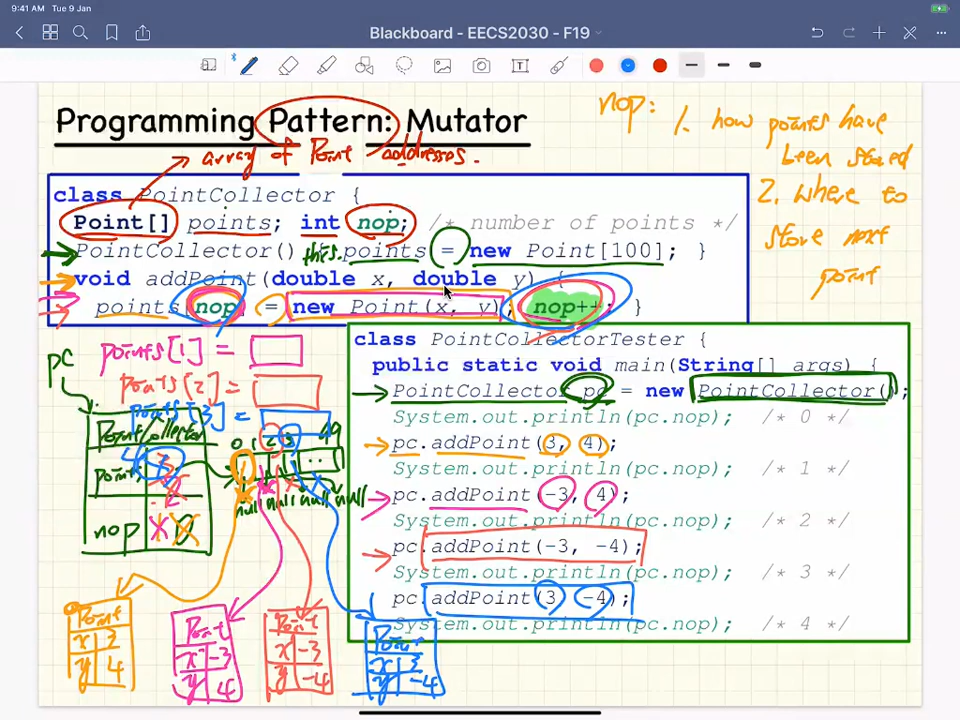 9:41 AM Tue 9 Jan
Blackboard - EECS2030 - F19
Programming Pattern: Mutator
array of Point addresses.
nop: 1. how points have
been stored
2. where to
store next
point
class PointCollector {
Point[] points; int nop; /* number of points */
PointCollector() { this.points = new Point[100]; }
void addPoint(double x, double y) {
points[nop] = new Point(x, y); nop++; }
class PointCollectorTester {
public static void main(String[] args) {
PointCollector pc = new PointCollector();
System.out.println(pc.nop); /* 0 */
pc.addPoint(3, 4);
System.out.println(pc.nop); /* 1 */
pc.addPoint(-3, 4);
System.out.println(pc.nop); /* 2 */
pc.addPoint(-3, -4);
System.out.println(pc.nop); /* 3 */
pc.addPoint(3, -4);
System.out.println(pc.nop); /* 4 */
pc
points[1] =
points[2] =
points[3] =
PointCollector
0 1 2 3
points
nop
null null null null null
Point
x 3
y 4
Point
x -3
y 4
Point
x -3
y -4
Point
x 3
y -4